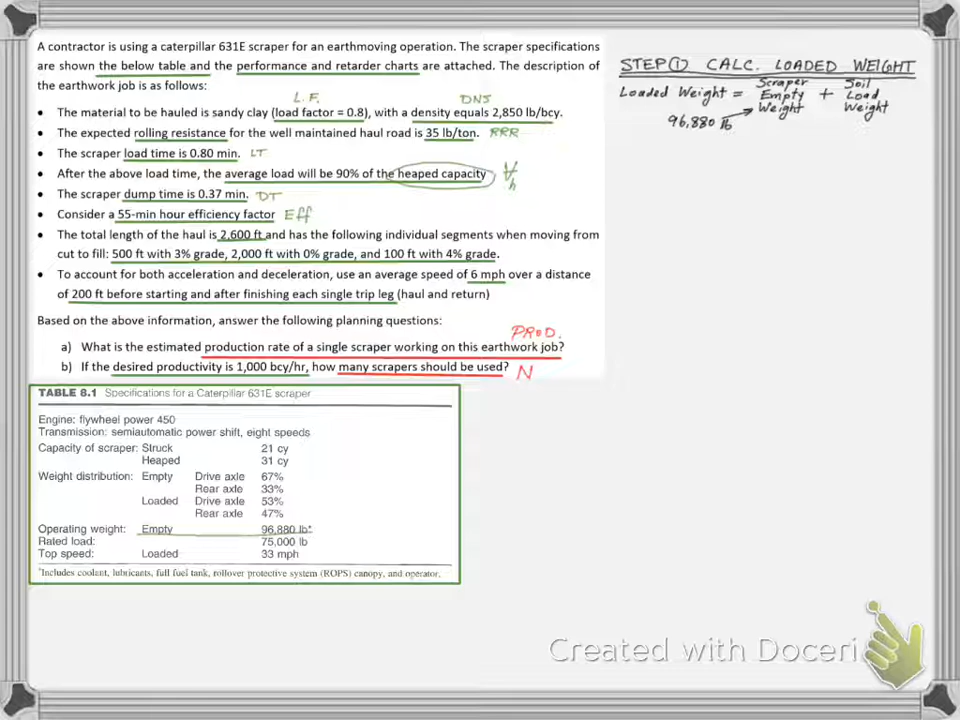 A contractor is using a caterpillar 631E scraper for an earthmoving operation. The scraper specifications
are shown the below table and the performance and retarder charts are attached. The description of
the earthwork job is as follows:
L.F.
DNS
• The material to be hauled is sandy clay (load factor = 0.8), with a density equals 2,850 lb/bcy.
• The expected rolling resistance for the well maintained haul road is 35 lb/ton. RRR
• The scraper load time is 0.80 min. LT
• After the above load time, the average load will be 90% of the heaped capacity Vh
• The scraper dump time is 0.37 min. DT
• Consider a 55-min hour efficiency factor Eff
• The total length of the haul is 2,600 ft and has the following individual segments when moving from
cut to fill: 500 ft with 3% grade, 2,000 ft with 0% grade, and 100 ft with 4% grade.
• To account for both acceleration and deceleration, use an average speed of 6 mph over a distance
of 200 ft before starting and after finishing each single trip leg (haul and return)
Based on the above information, answer the following planning questions:
PROD.
a) What is the estimated production rate of a single scraper working on this earthwork job?
b) If the desired productivity is 1,000 bcy/hr, how many scrapers should be used? N
TABLE 8.1 Specifications for a Caterpillar 631E scraper
Engine: flywheel power 450
Transmission: semiautomatic power shift, eight speeds
Capacity of scraper: Struck 21 cy
Heaped 31 cy
Weight distribution: Empty Drive axle 67%
Rear axle 33%
Loaded Drive axle 53%
Rear axle 47%
Operating weight: Empty 96,880 lb*
Rated load: 75,000 lb
Top speed: Loaded 33 mph
*Includes coolant, lubricants, full fuel tank, rollover protective system (ROPS) canopy, and operator.
STEP ① CALC. LOADED WEIGHT
Loaded Weight = Scraper Empty Weight + Soil Load Weight
96,880 lb
Created with Doceri